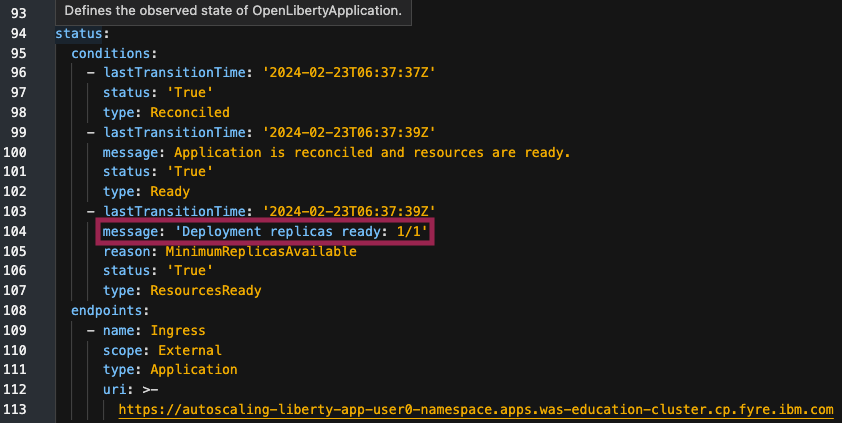 93 Defines the observed state of OpenLibertyApplication.
94 status:
95 conditions:
96 - lastTransitionTime: '2024-02-23T06:37:37Z'
97 status: 'True'
98 type: Reconciled
99 - lastTransitionTime: '2024-02-23T06:37:39Z'
100 message: Application is reconciled and resources are ready.
101 status: 'True'
102 type: Ready
103 - lastTransitionTime: '2024-02-23T06:37:39Z'
104 message: 'Deployment replicas ready: 1/1'
105 reason: MinimumReplicasAvailable
106 status: 'True'
107 type: ResourcesReady
108 endpoints:
109 - name: Ingress
110 scope: External
111 type: Application
112 uri: >-
113 https://autoscaling-liberty-app-user0-namespace.apps.was-education-cluster.cp.fyre.ibm.com